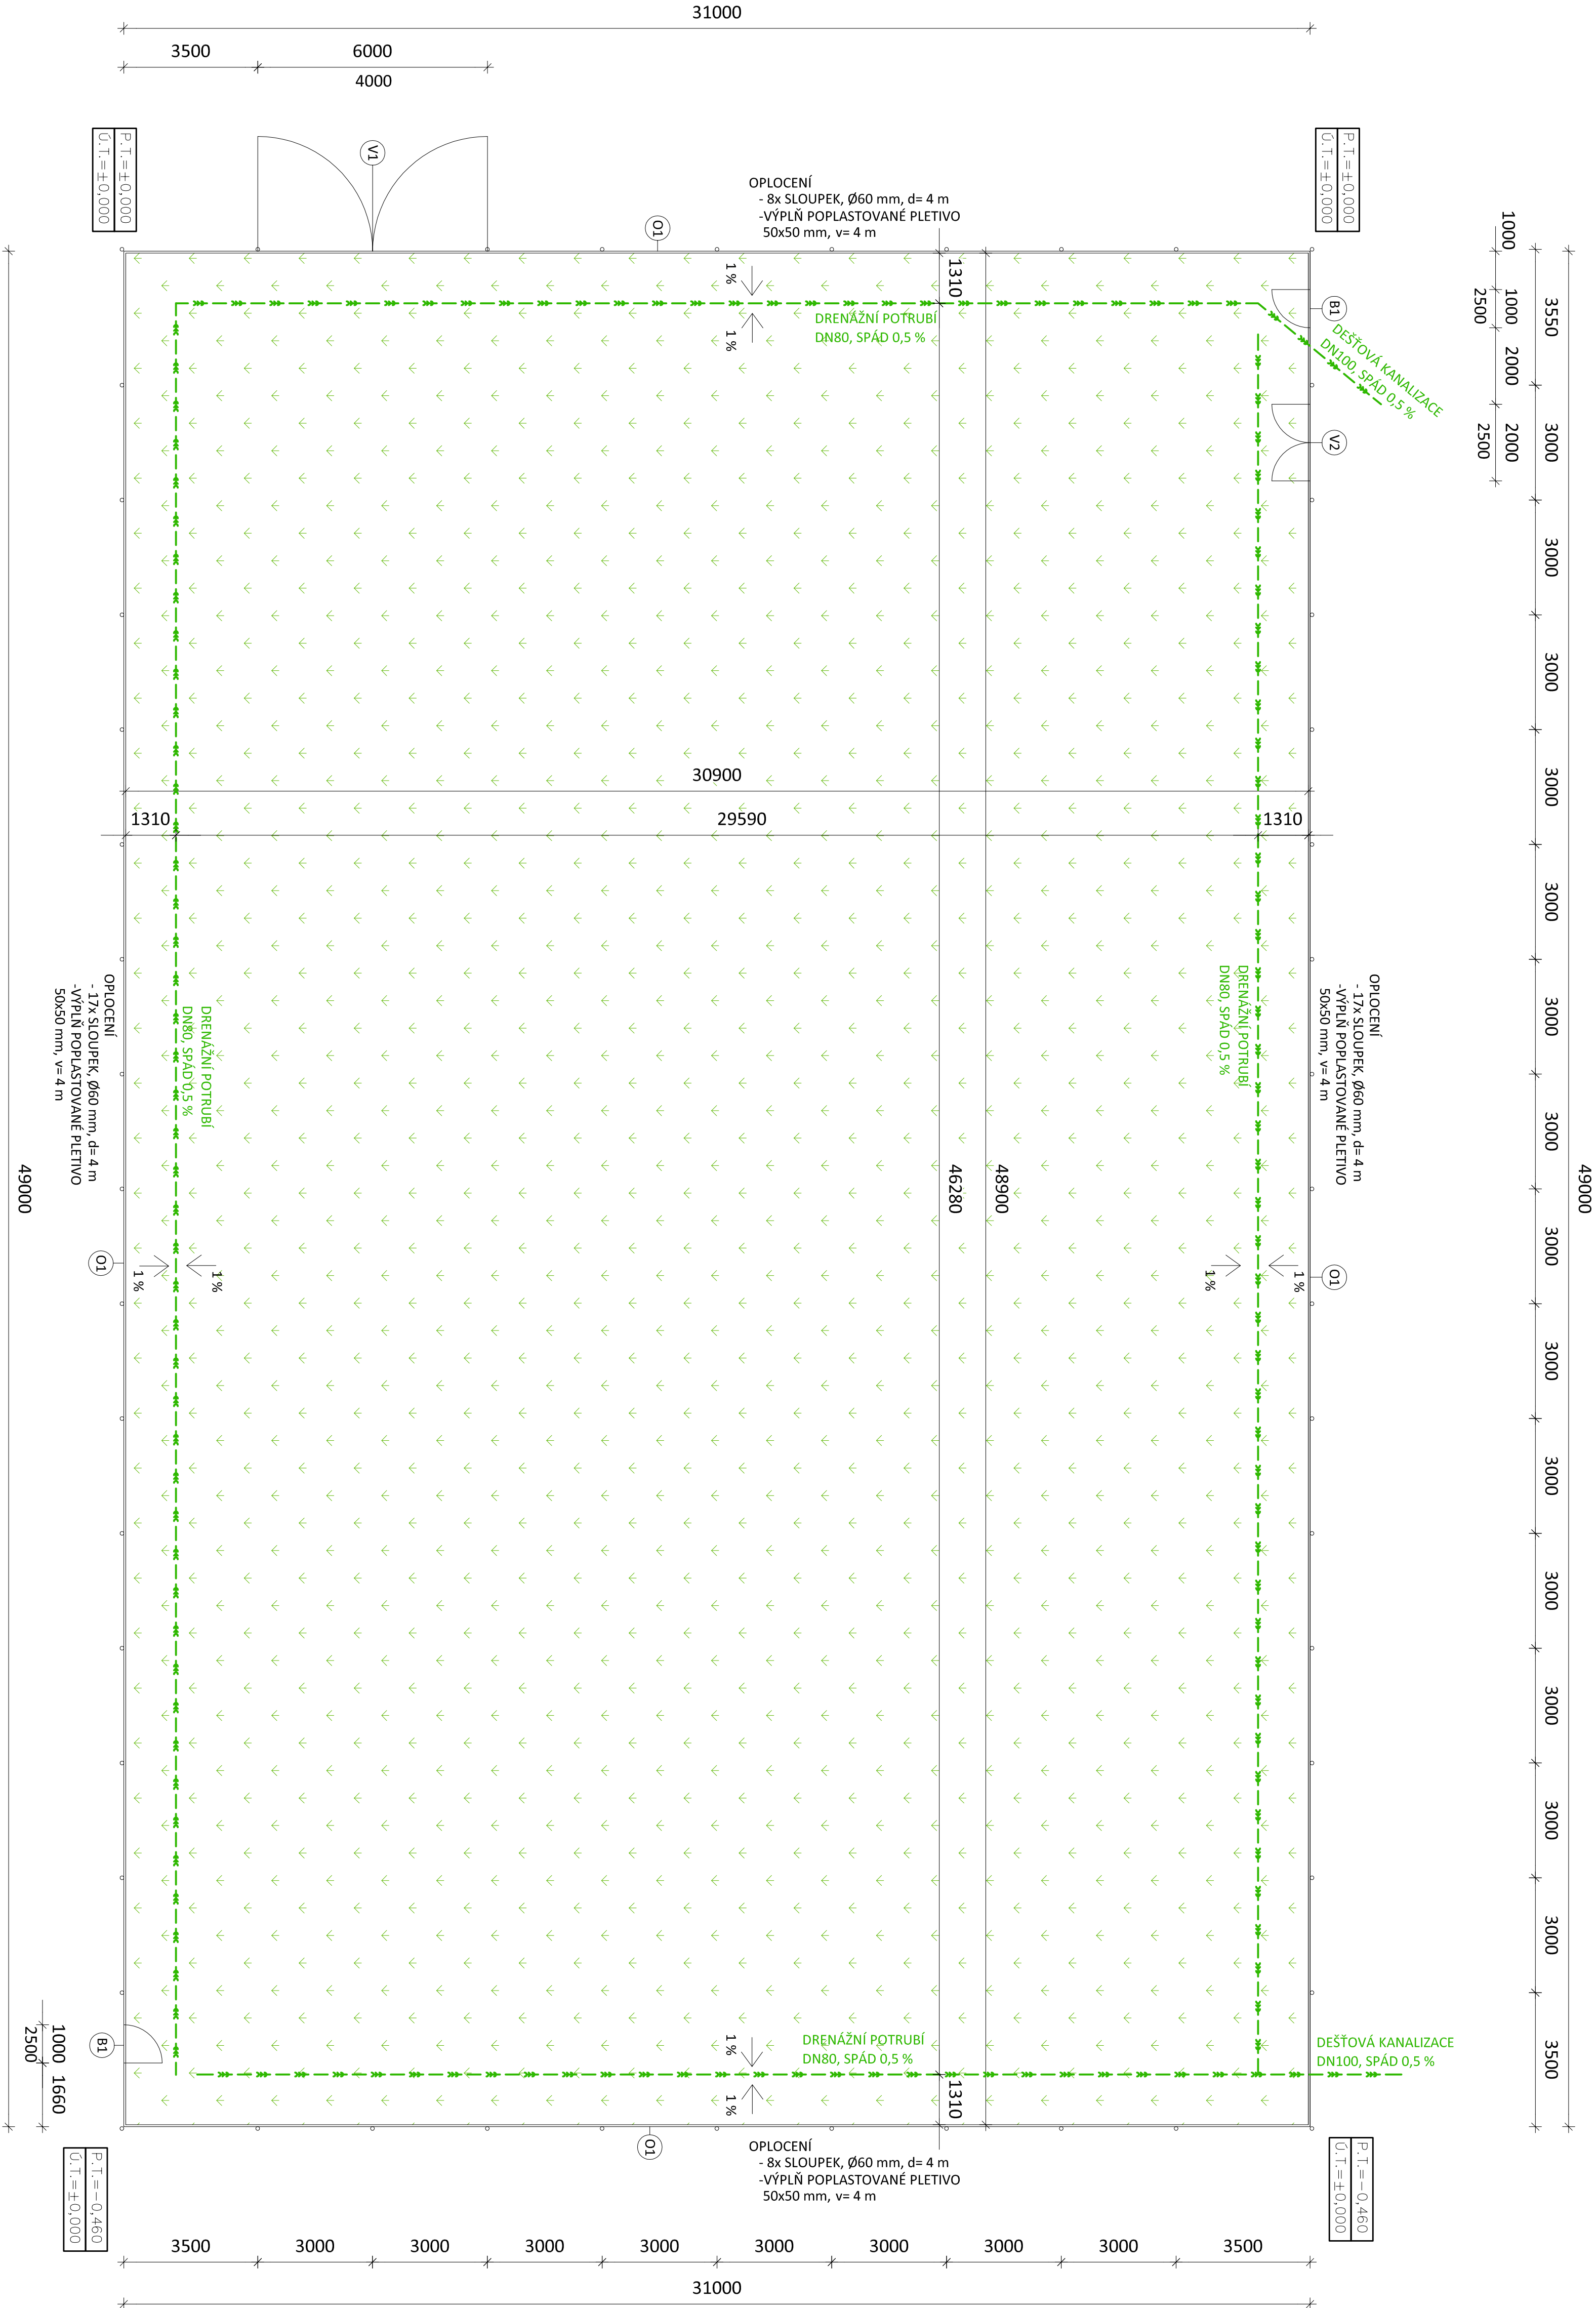 31000
3500
6000
4000
P.T.=±0,000
Ú.T.=±0,000
V1
OPLOCENÍ
- 8x SLOUPEK, Ø60 mm, d= 4 m
-VÝPLŇ POPLASTOVANÉ PLETIVO
50x50 mm, v= 4 m
O1
P.T.=±0,000
Ú.T.=±0,000
1000
1000
2500
2000
2000
2500
3550
3000
3000
3000
3000
3000
3000
3000
3000
3000
3000
3000
3000
3000
3000
3500
49000
B1
V2
DEŠŤOVÁ KANALIZACE
DN100, SPÁD 0,5 %
1 %
1 %
1310
DRENÁŽNÍ POTRUBÍ
DN80, SPÁD 0,5 %
30900
1310
29590
1310
OPLOCENÍ
- 17x SLOUPEK, Ø60 mm, d= 4 m
-VÝPLŇ POPLASTOVANÉ PLETIVO
50x50 mm, v= 4 m
DRENÁŽNÍ POTRUBÍ
DN80, SPÁD 0,5 %
DRENÁŽNÍ POTRUBÍ
DN80, SPÁD 0,5 %
OPLOCENÍ
- 17x SLOUPEK, Ø60 mm, d= 4 m
-VÝPLŇ POPLASTOVANÉ PLETIVO
50x50 mm, v= 4 m
49000
46280
48900
O1
1 %
1 %
1 %
1 %
O1
1000
2500
1660
B1
1 %
1 %
DRENÁŽNÍ POTRUBÍ
DN80, SPÁD 0,5 %
1310
DEŠŤOVÁ KANALIZACE
DN100, SPÁD 0,5 %
O1
OPLOCENÍ
- 8x SLOUPEK, Ø60 mm, d= 4 m
-VÝPLŇ POPLASTOVANÉ PLETIVO
50x50 mm, v= 4 m
P.T.=-0,460
Ú.T.=±0,000
P.T.=-0,460
Ú.T.=±0,000
3500
3000
3000
3000
3000
3000
3000
3000
3000
3500
31000